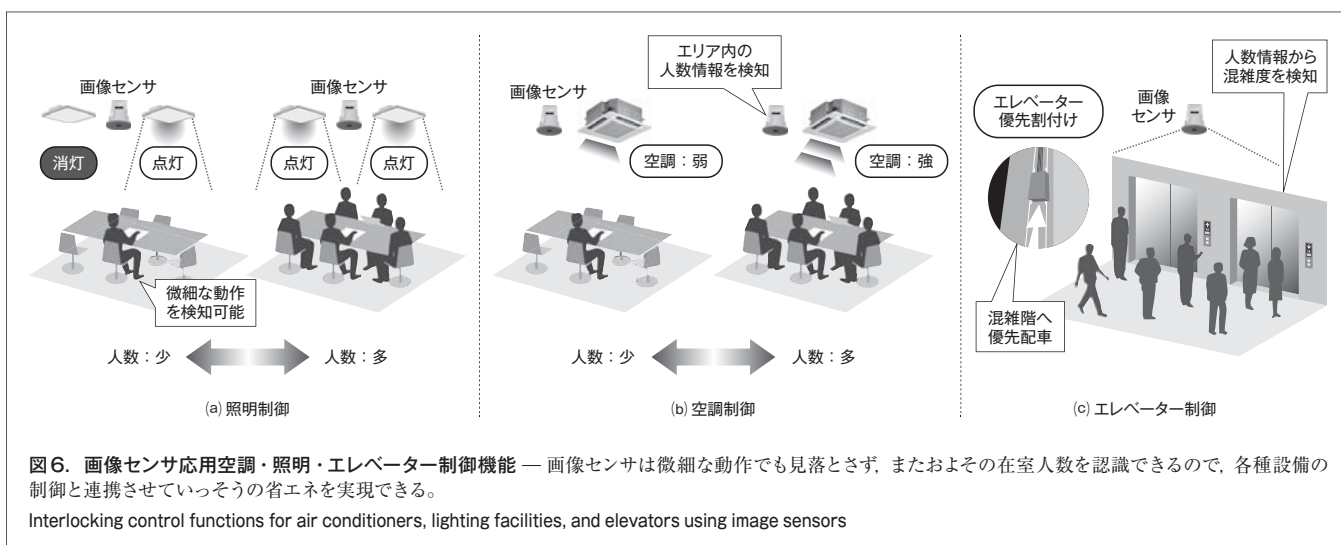 画像センサ
画像センサ
消灯
点灯
点灯
点灯
微細な動作
を検知可能
人数：少
人数：多
(a) 照明制御
エリア内の
人数情報を検知
画像センサ
空調：弱
空調：強
人数：少
人数：多
(b) 空調制御
人数情報から
混雑度を検知
エレベーター
優先割付け
画像
センサ
混雑階へ
優先配車
(c) エレベーター制御
図6．画像センサ応用空調・照明・エレベーター制御機能 — 画像センサは微細な動作でも見落とさず，またおよその在室人数を認識できるので，各種設備の
制御と連携させていっそうの省エネを実現できる。
Interlocking control functions for air conditioners, lighting facilities, and elevators using image sensors